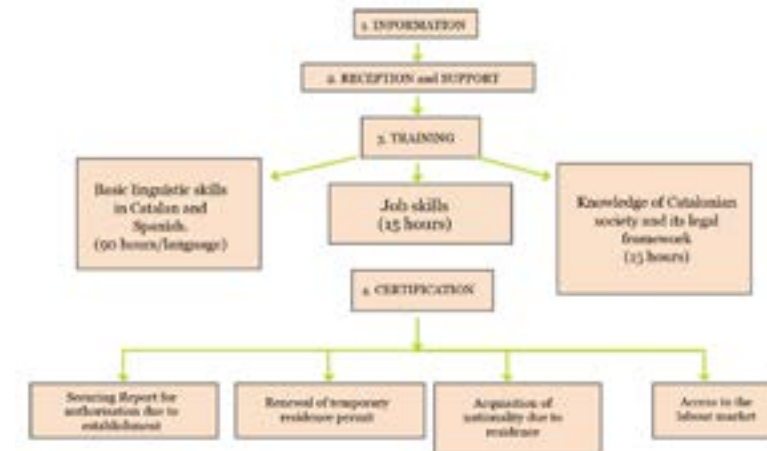 1. INFORMATION
2. RECEPTION and SUPPORT
3. TRAINING
Basic linguistic skills
in Catalan and
Spanish.
(90 hours/language)
Job skills
(15 hours)
Knowledge of Catalonian
society and its legal
framework
(15 hours)
4. CERTIFICATION
Securing Report for
authorisation due to
establishment
Renewal of temporary
residence permit
Acquisition of
nationality due to
residence
Access to the
labour market